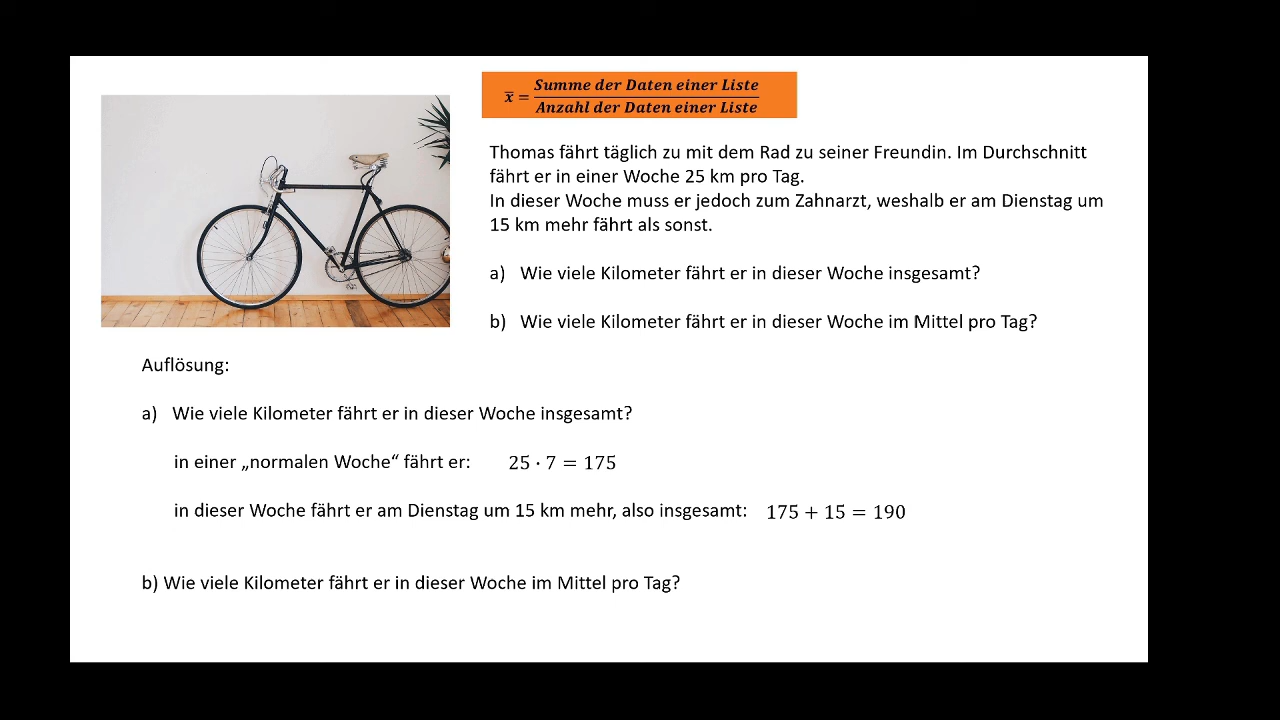 x̄ = Summe der Daten einer Liste / Anzahl der Daten einer Liste
Thomas fährt täglich zu mit dem Rad zu seiner Freundin. Im Durchschnitt
fährt er in einer Woche 25 km pro Tag.
In dieser Woche muss er jedoch zum Zahnarzt, weshalb er am Dienstag um
15 km mehr fährt als sonst.
a) Wie viele Kilometer fährt er in dieser Woche insgesamt?
b) Wie viele Kilometer fährt er in dieser Woche im Mittel pro Tag?
Auflösung:
a) Wie viele Kilometer fährt er in dieser Woche insgesamt?
in einer „normalen Woche“ fährt er: 25 · 7 = 175
in dieser Woche fährt er am Dienstag um 15 km mehr, also insgesamt: 175 + 15 = 190
b) Wie viele Kilometer fährt er in dieser Woche im Mittel pro Tag?